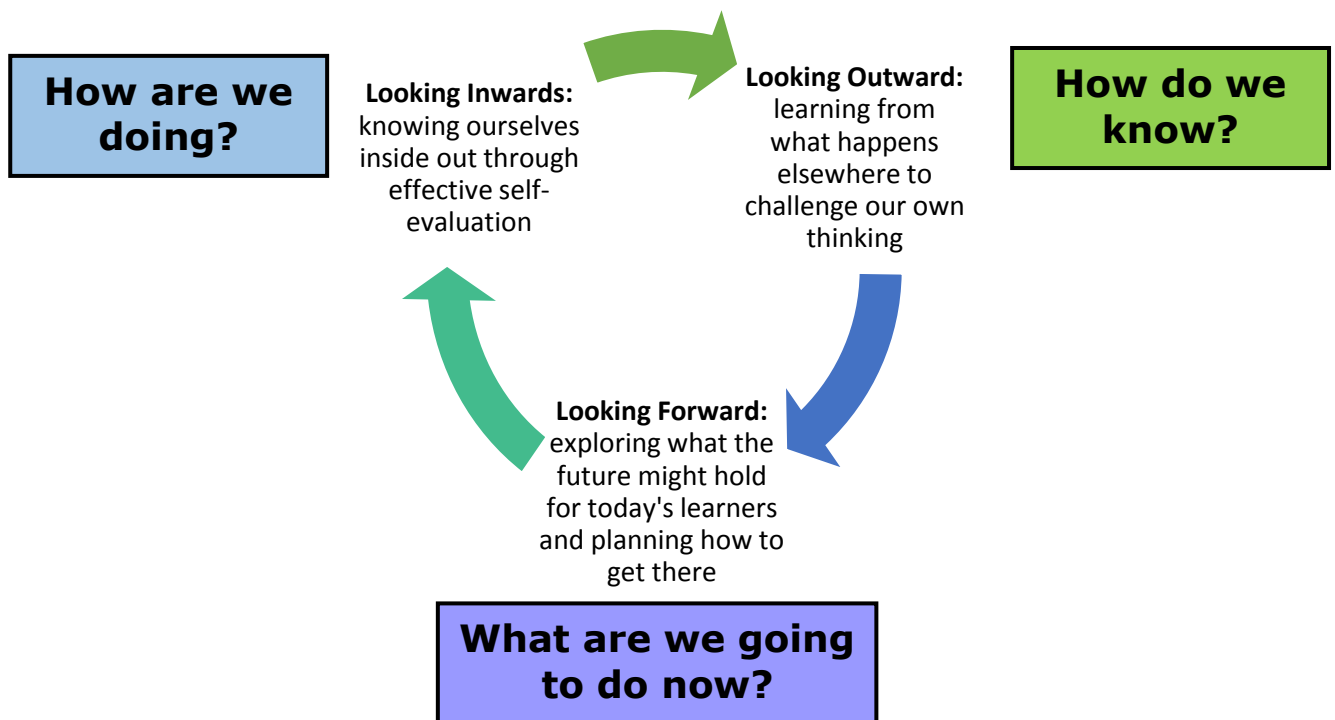 How are we
doing?
Looking Inwards:
knowing ourselves
inside out through
effective self-
evaluation
Looking Outward:
learning from
what happens
elsewhere to
challenge our own
thinking
How do we
know?
Looking Forward:
exploring what the
future might hold
for today's learners
and planning how to
get there
What are we going
to do now?